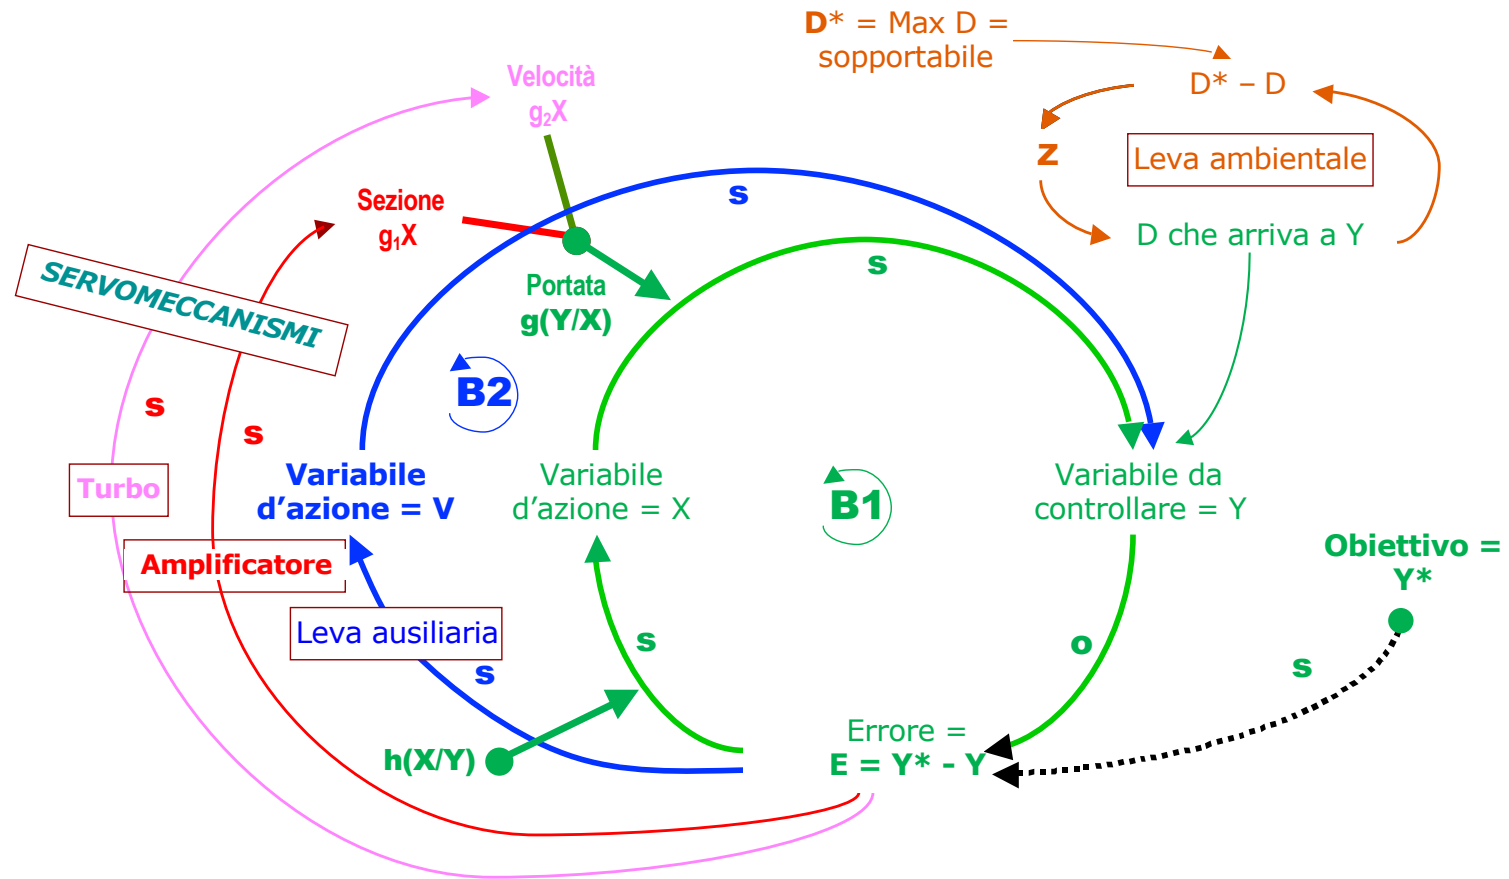 D* = Max D =
sopportabile
D* – D
Z
Leva ambientale
D che arriva a Y
Velocità
g2X
Sezione
g1X
Portata
g(Y/X)
SERVOMECCANISMI
s
s
s
s
B2
Turbo
Variabile
d’azione = V
Variabile
d’azione = X
B1
Variabile da
controllare = Y
Amplificatore
Leva ausiliaria
s
s
o
s
Obiettivo =
Y*
h(X/Y)
Errore =
E = Y* - Y